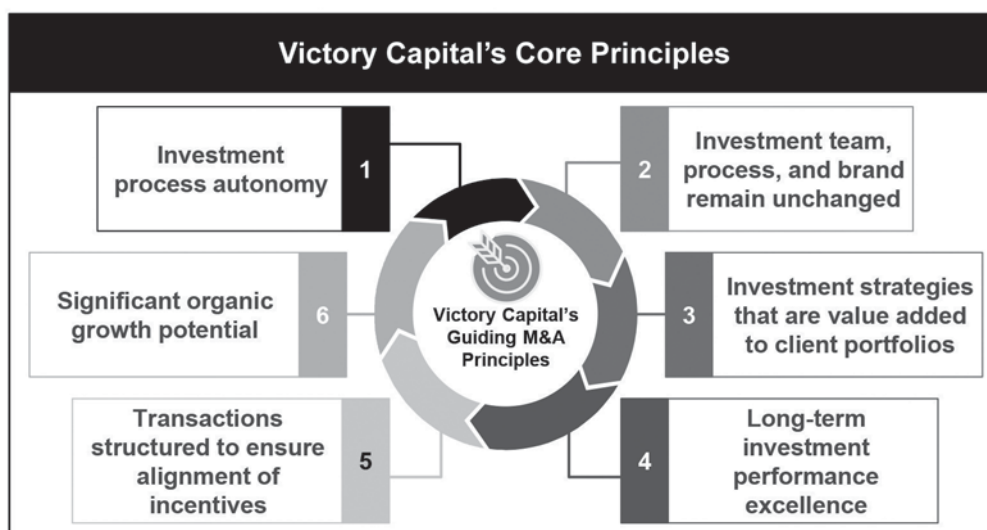 Victory Capital's Core Principles
Investment
process autonomy
1
2
Investment team,
process, and brand
remain unchanged
Significant organic
growth potential
6
Victory Capital's
Guiding M&A
Principles
3
Investment strategies
that are value added
to client portfolios
Transactions
structured to ensure
alignment of
incentives
5
4
Long-term
investment
performance
excellence